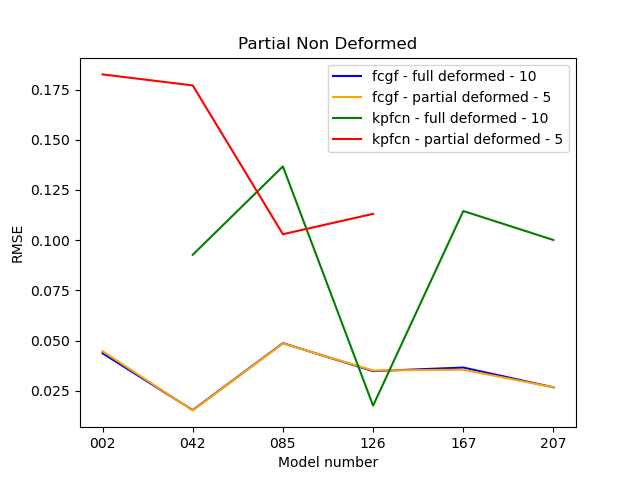 Partial Non Deformed
fcgf - full deformed - 10
fcgf - partial deformed - 5
kpfcn - full deformed - 10
kpfcn - partial deformed - 5
RMSE
0.175
0.150
0.125
0.100
0.075
0.050
0.025
002 042 085 126 167 207
Model number